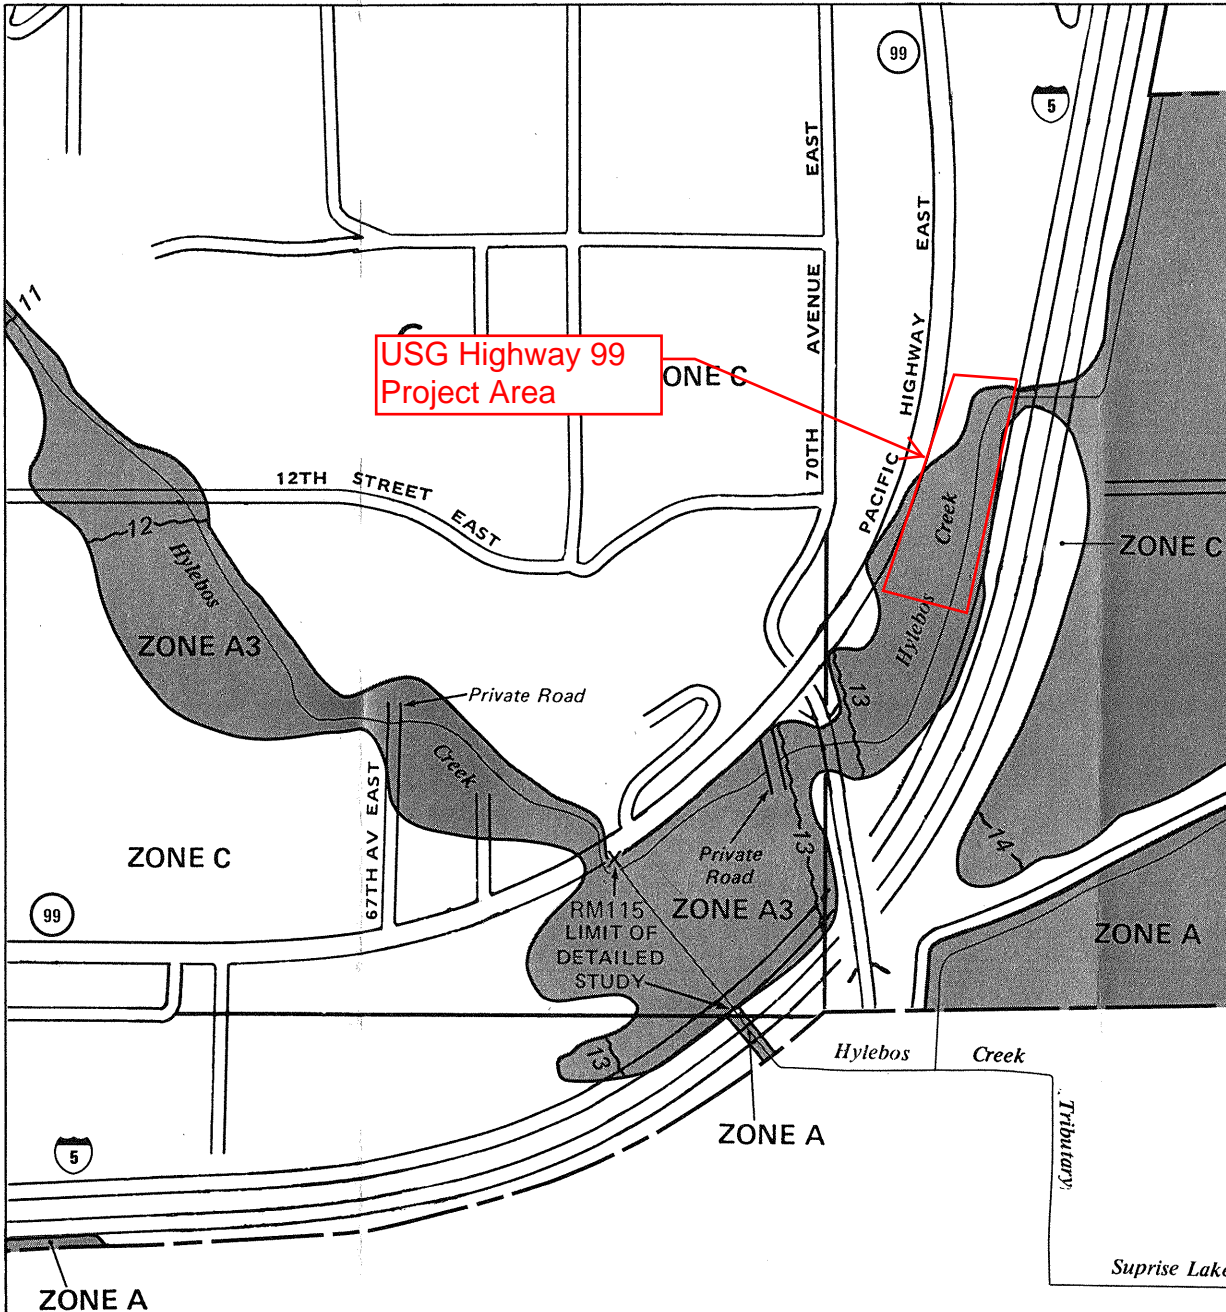 99
5
EAST
AVENUE
70TH
PACIFIC HIGHWAY EAST
11
USG Highway 99
Project Area
ONE C
12TH STREET EAST
12
Hylebos
Creek
Hylebos
ZONE C
ZONE A3
Private Road
13
Creek
67TH AV EAST
ZONE C
13
14
Private
Road
99
RM115
LIMIT OF
DETAILED
STUDY
ZONE A3
ZONE A
13
Hylebos Creek
Tributary
ZONE A
5
Suprise Lake
ZONE A